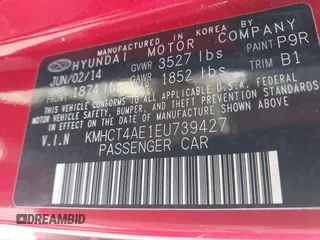 MANUFACTURED IN KOREA BY
HYUNDAI MOTOR COMPANY
JUN/02/14 GVWR 3527 lbs PAINT P9R
1874 lbs GAWR 1852 lbs TRIM B1
THIS VEHICLE CONFORMS TO ALL APPLICABLE
U.S. FEDERAL MOTOR VEHICLE
SAFETY, BUMPER, AND THEFT PREVENTION
STANDARDS IN EFFECT ON THE DATE OF
MANUFACTURE SHOWN ABOVE.
V.I.N KMHCT4AE1EU739427
PASSENGER CAR
DREAMBID